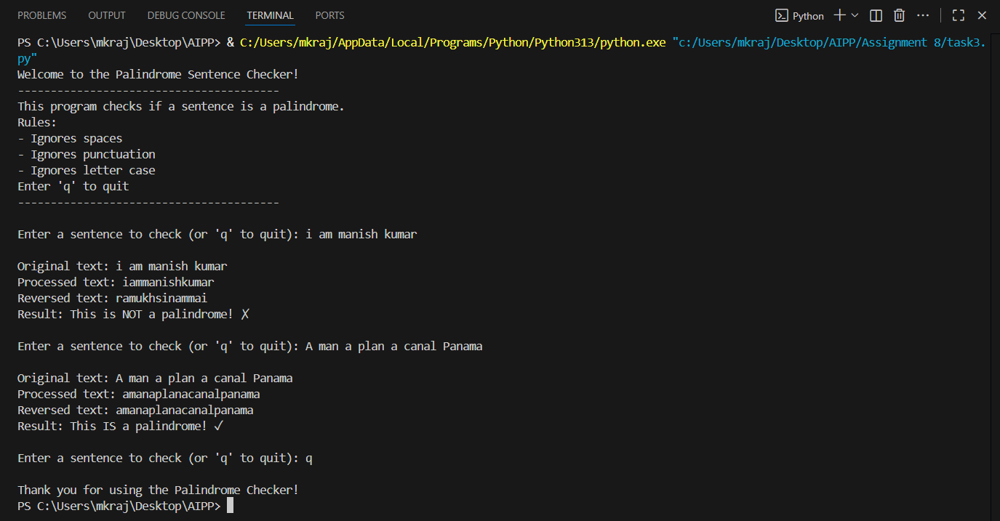 PROBLEMS OUTPUT DEBUG CONSOLE TERMINAL PORTS Python
PS C:\Users\mkraj\Desktop\AIPP> & C:/Users/mkraj/AppData/Local/Programs/Python/Python313/python.exe "c:/Users/mkraj/Desktop/AIPP/Assignment 8/task3.
py"
Welcome to the Palindrome Sentence Checker!
----------------------------------------
This program checks if a sentence is a palindrome.
Rules:
- Ignores spaces
- Ignores punctuation
- Ignores letter case
Enter 'q' to quit
----------------------------------------
Enter a sentence to check (or 'q' to quit): i am manish kumar
Original text: i am manish kumar
Processed text: iammanishkumar
Reversed text: ramukhsinammai
Result: This is NOT a palindrome! ✗
Enter a sentence to check (or 'q' to quit): A man a plan a canal Panama
Original text: A man a plan a canal Panama
Processed text: amanaplanacanalpanama
Reversed text: amanaplanacanalpanama
Result: This IS a palindrome! ✓
Enter a sentence to check (or 'q' to quit): q
Thank you for using the Palindrome Checker!
PS C:\Users\mkraj\Desktop\AIPP>